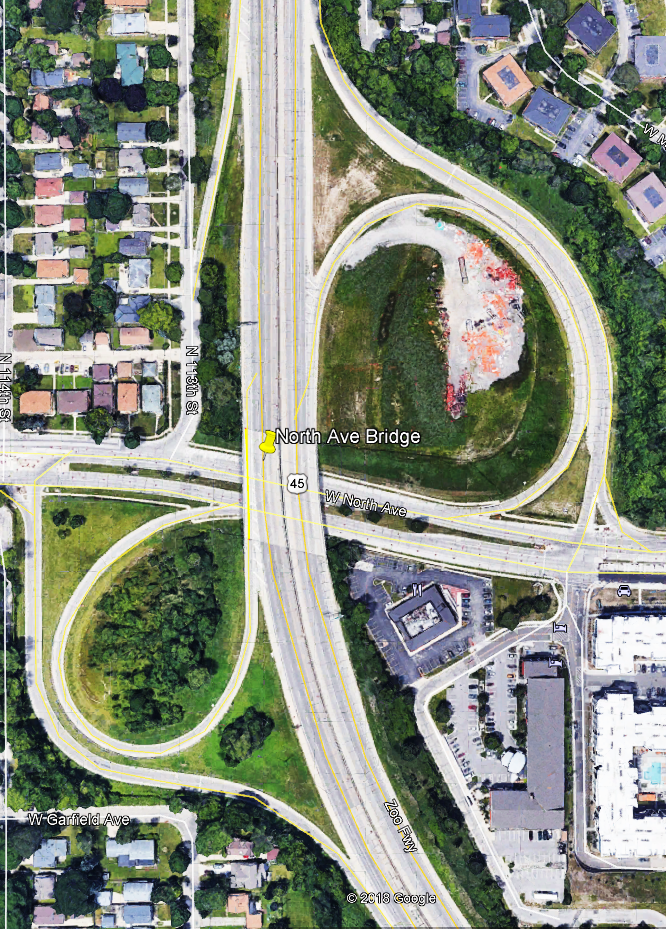 W M
N 114th St
N 113th St
North Ave Bridge
45
W North Ave
Zoo Fwy
W Garfield Ave
© 2018 Google